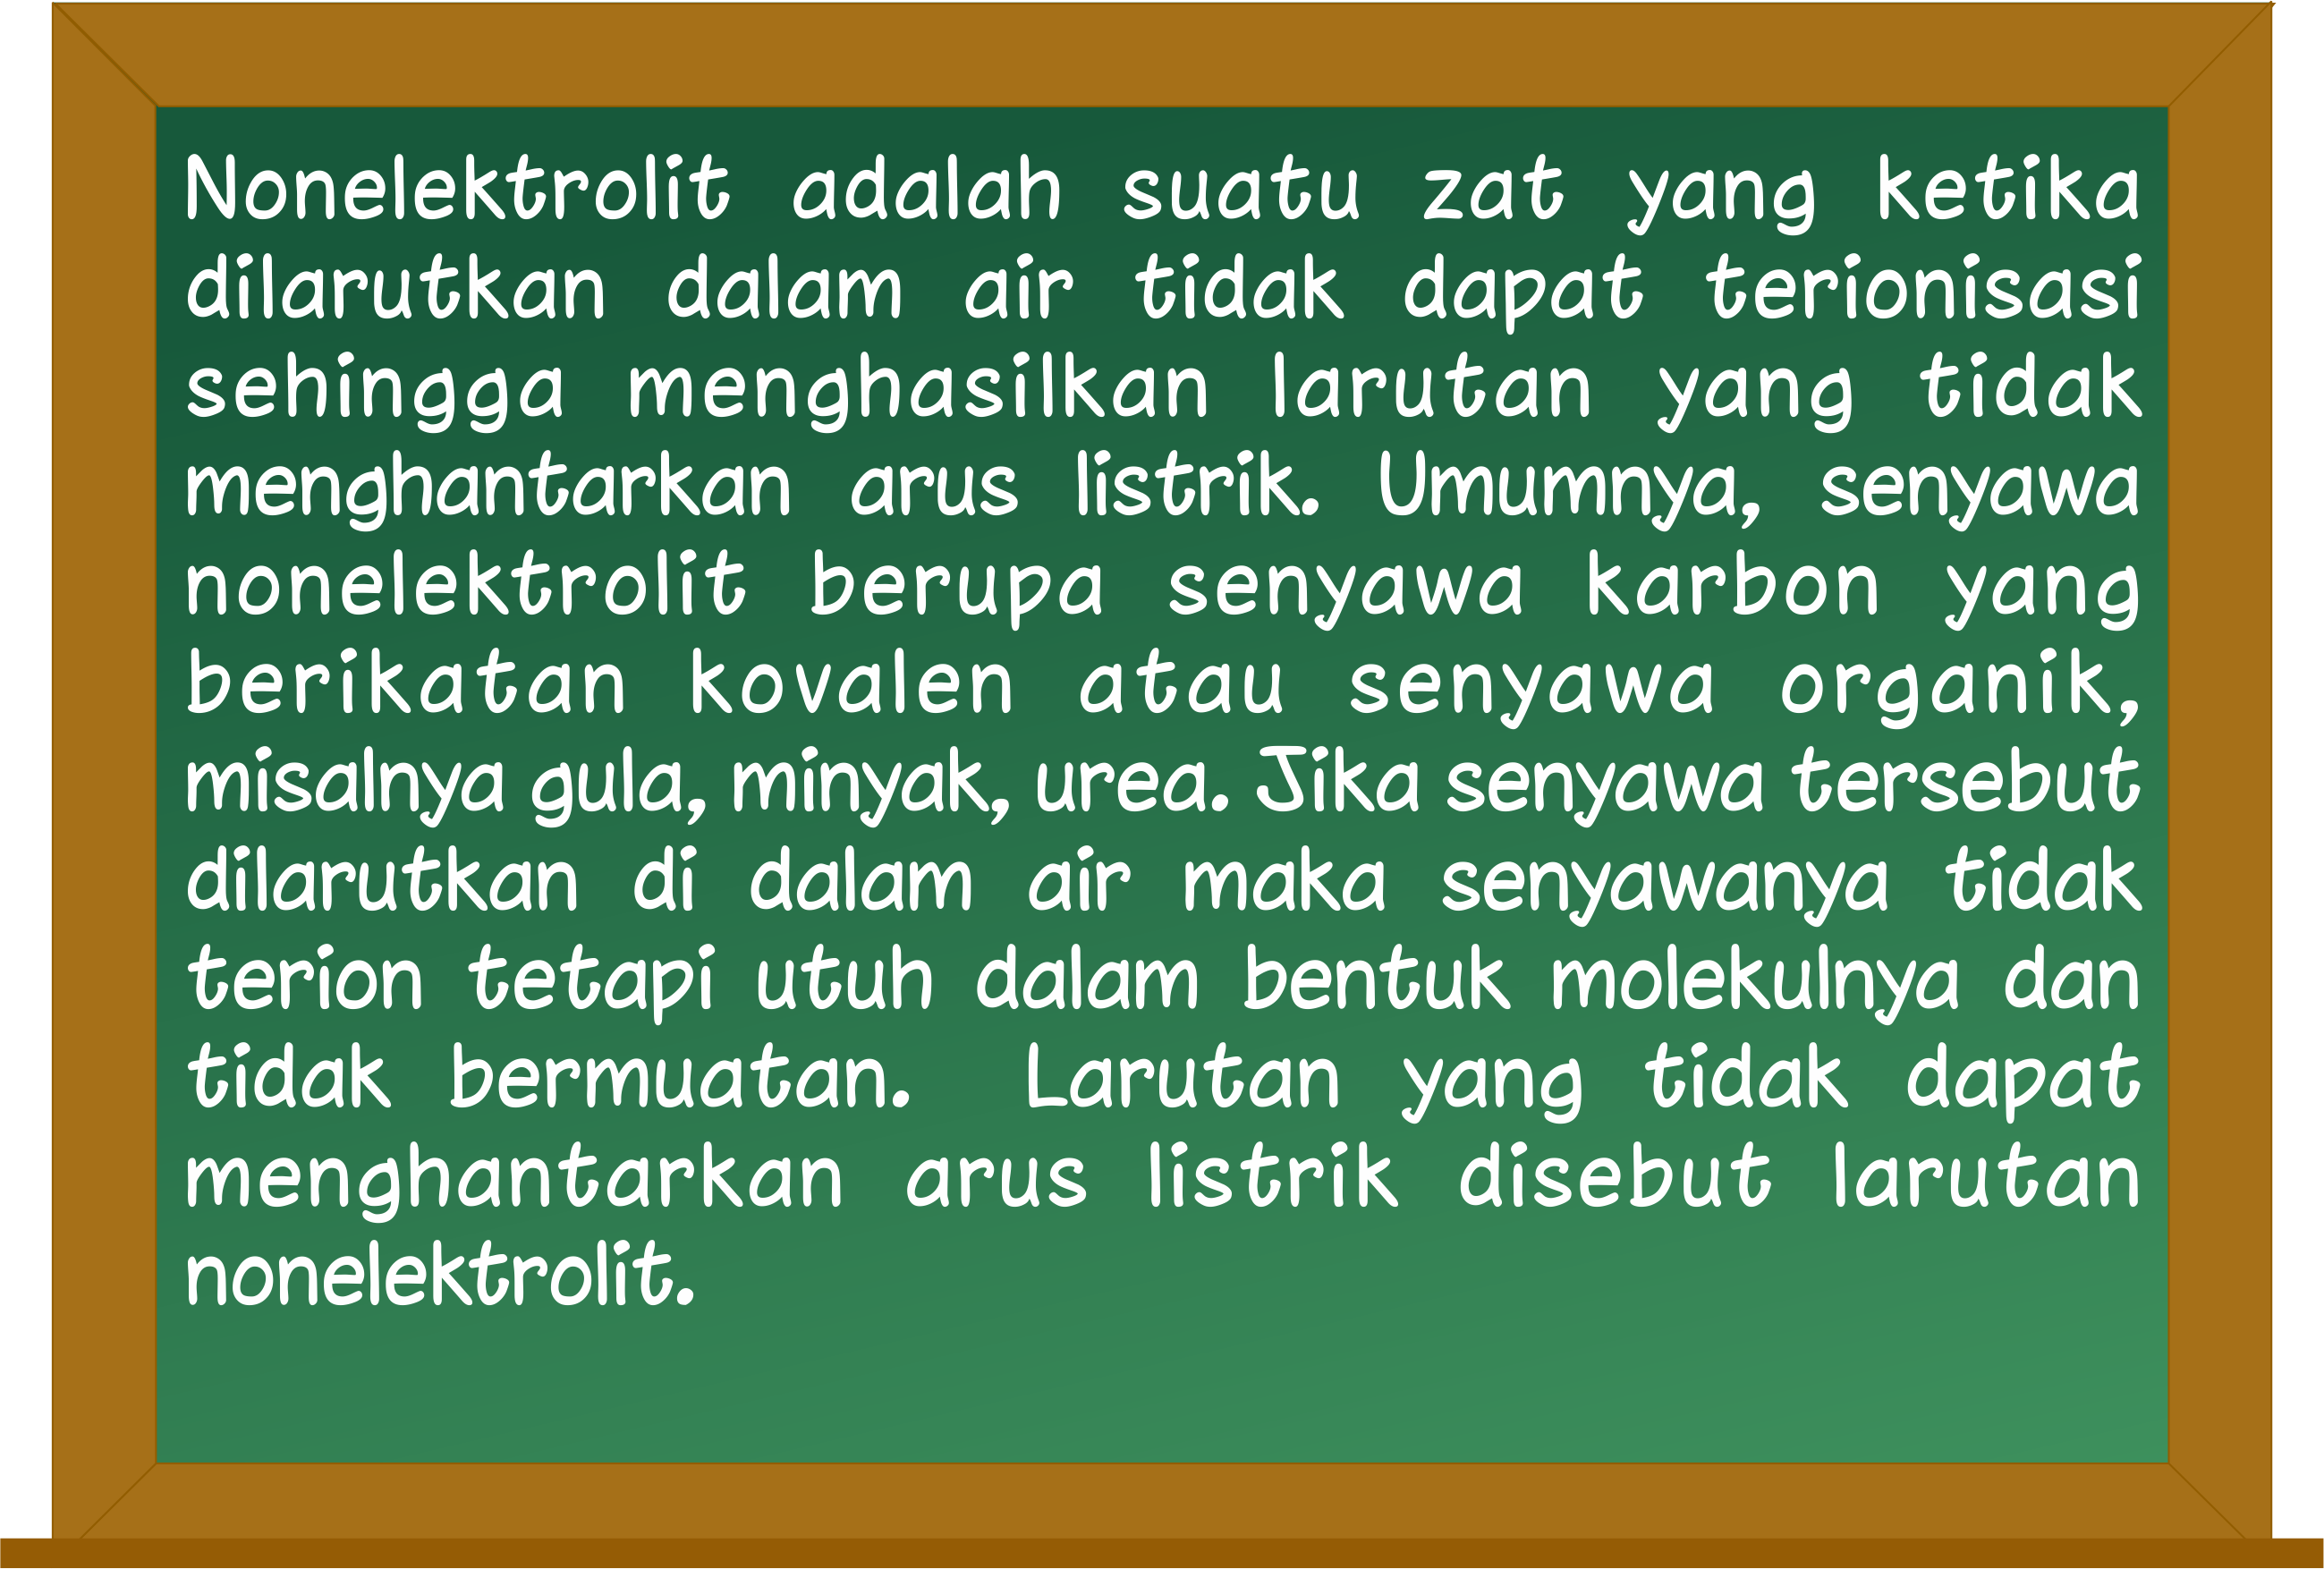 Nonelektrolit adalah suatu zat yang ketika
dilarutkan dalam air tidak dapat terionisasi
sehingga menghasilkan larutan yang tidak
menghantarkan arus listrik. Umumnya, senyawa
nonelektrolit berupa senyawa karbon yang
berikatan kovalen atau senyawa organik,
misalnya gula, minyak, urea. Jika senyawa tersebut
dilarutkan di dalam air maka senyawanya tidak
terion tetapi utuh dalam bentuk molekulnya dan
tidak bermuatan. Larutan yang tidak dapat
menghantarkan arus listrik disebut larutan
nonelektrolit.